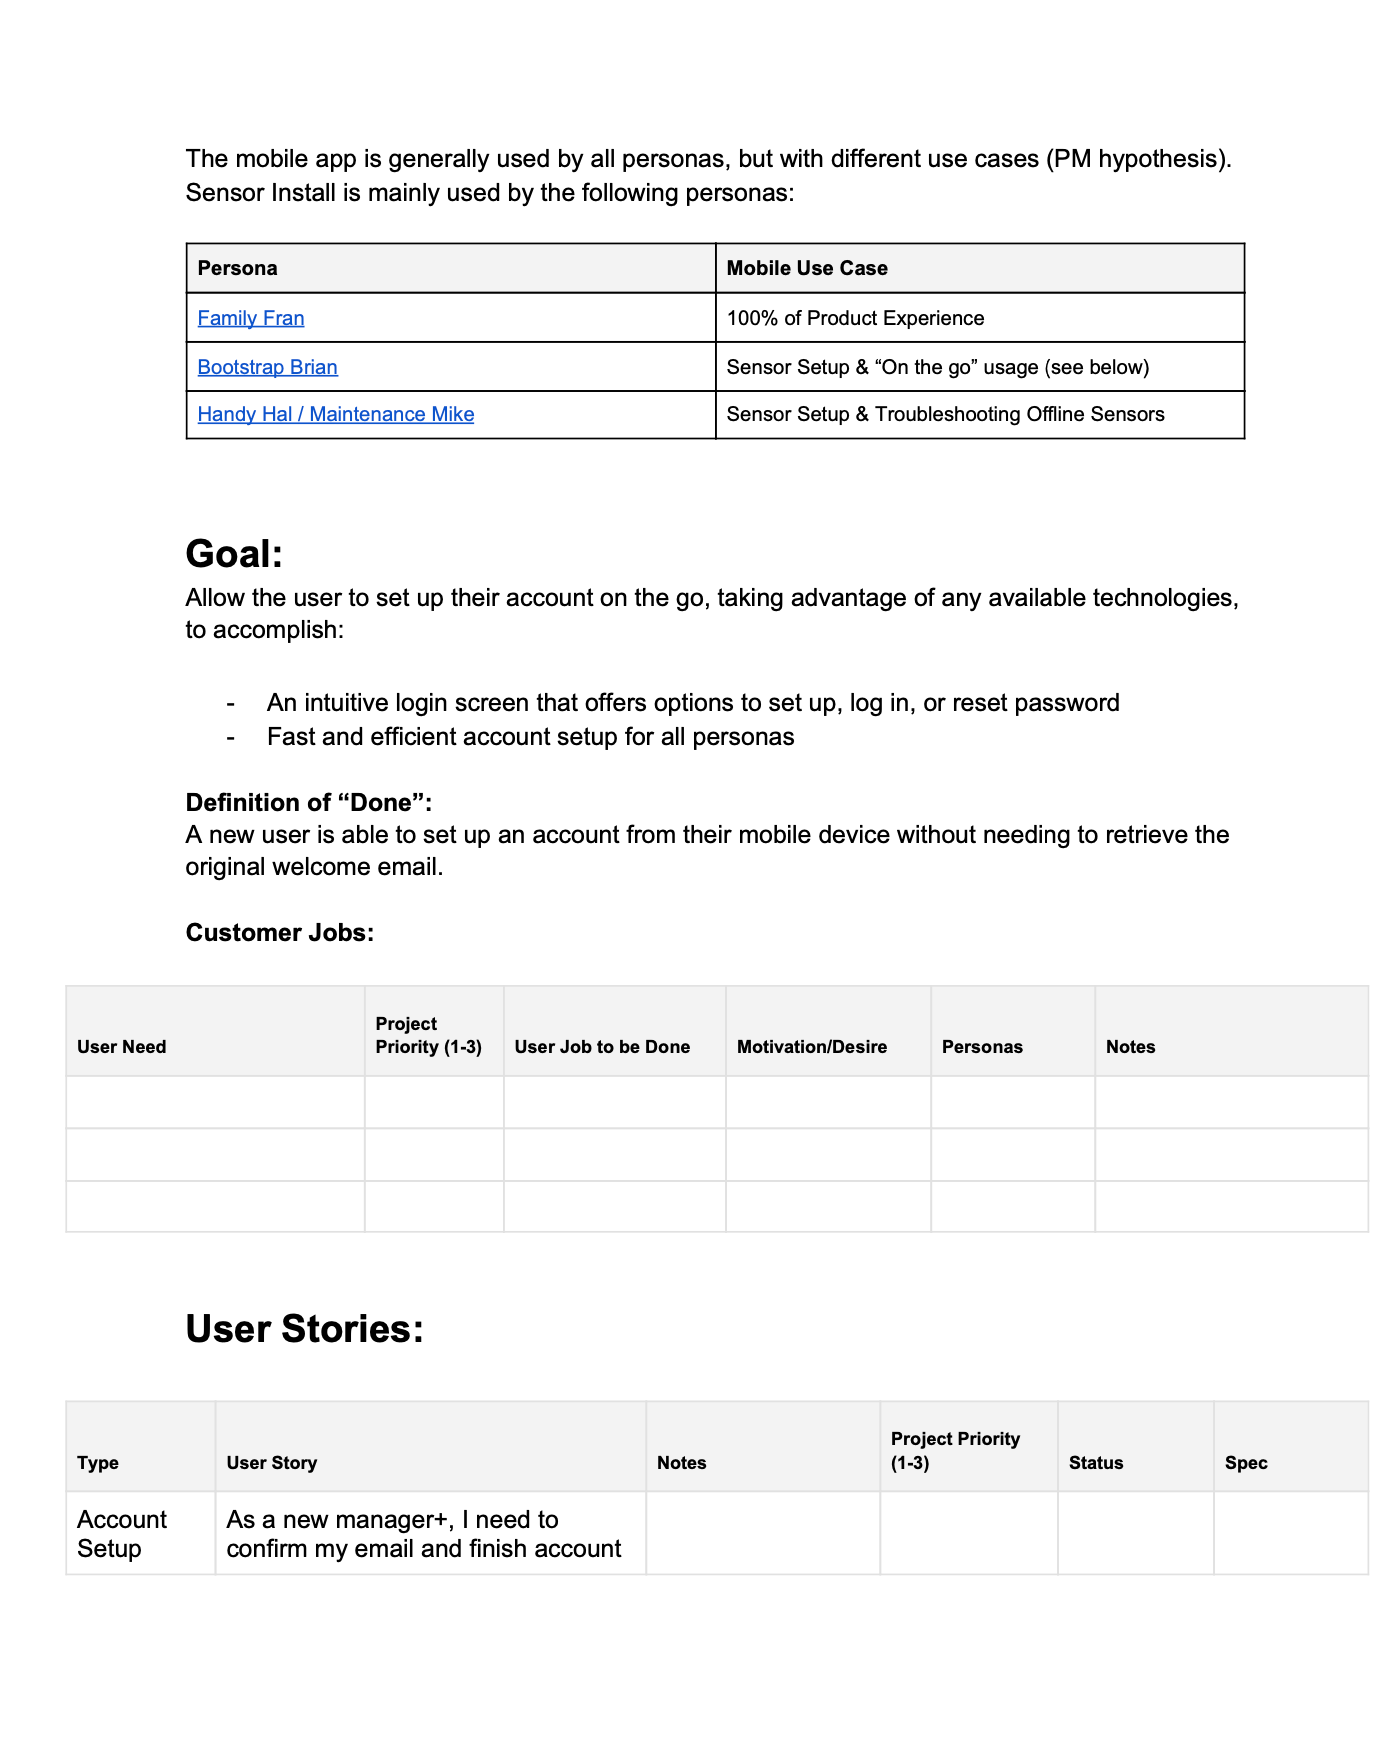 The mobile app is generally used by all personas, but with different use cases (PM hypothesis).
Sensor Install is mainly used by the following personas:
Persona Mobile Use Case
Family Fran 100% of Product Experience
Bootstrap Brian Sensor Setup & “On the go” usage (see below)
Handy Hal / Maintenance Mike Sensor Setup & Troubleshooting Offline Sensors
Goal:
Allow the user to set up their account on the go, taking advantage of any available technologies,
to accomplish:
- An intuitive login screen that offers options to set up, log in, or reset password
- Fast and efficient account setup for all personas
Definition of “Done”:
A new user is able to set up an account from their mobile device without needing to retrieve the
original welcome email.
Customer Jobs:
User Need Project Priority (1-3) User Job to be Done Motivation/Desire Personas Notes
User Stories:
Type User Story Notes Project Priority (1-3) Status Spec
Account Setup As a new manager+, I need to
confirm my email and finish account